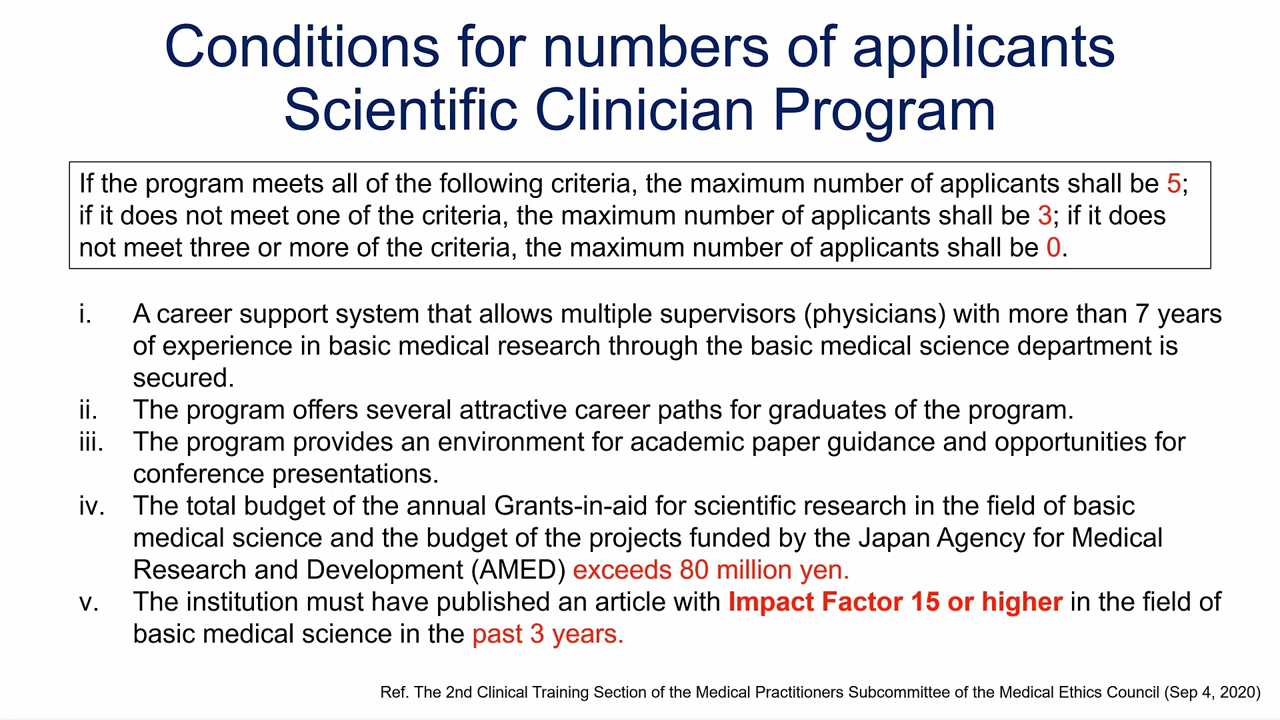 Conditions for numbers of applicants
Scientific Clinician Program
If the program meets all of the following criteria, the maximum number of applicants shall be 5;
if it does not meet one of the criteria, the maximum number of applicants shall be 3; if it does
not meet three or more of the criteria, the maximum number of applicants shall be 0.
i. A career support system that allows multiple supervisors (physicians) with more than 7 years
of experience in basic medical research through the basic medical science department is
secured.
ii. The program offers several attractive career paths for graduates of the program.
iii. The program provides an environment for academic paper guidance and opportunities for
conference presentations.
iv. The total budget of the annual Grants-in-aid for scientific research in the field of basic
medical science and the budget of the projects funded by the Japan Agency for Medical
Research and Development (AMED) exceeds 80 million yen.
v. The institution must have published an article with Impact Factor 15 or higher in the field of
basic medical science in the past 3 years.
Ref. The 2nd Clinical Training Section of the Medical Practitioners Subcommittee of the Medical Ethics Council (Sep 4, 2020)